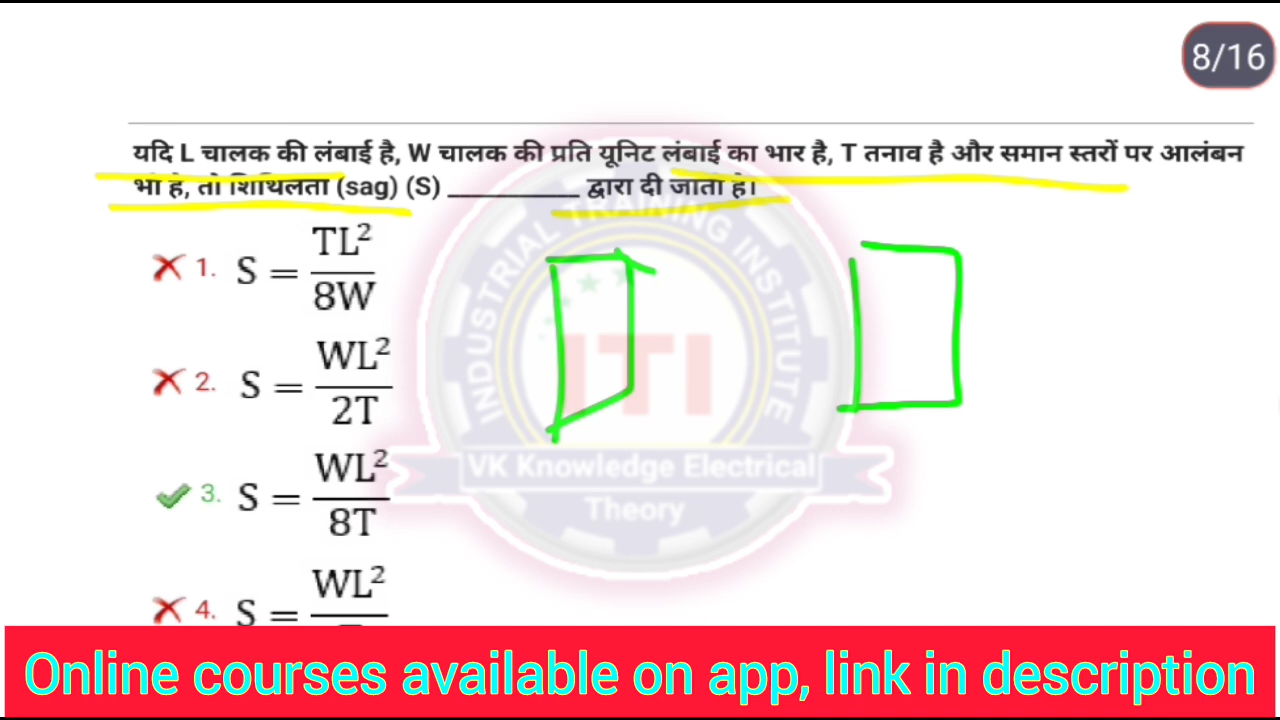 8/16
यदि L चालक की लंबाई है, W चालक की प्रति यूनिट लंबाई का भार है, T तनाव है और समान स्तरों पर आलंबन
भी है, तो शिथिलता (sag) (S) __________ द्वारा दी जाती है।
1. S = TL²/8W
2. S = WL²/2T
3. S = WL²/8T
4. S = WL²
INDUSTRIAL TRAINING INSTITUTE
ITI
VK Knowledge Electrical
Theory
Online courses available on app, link in description